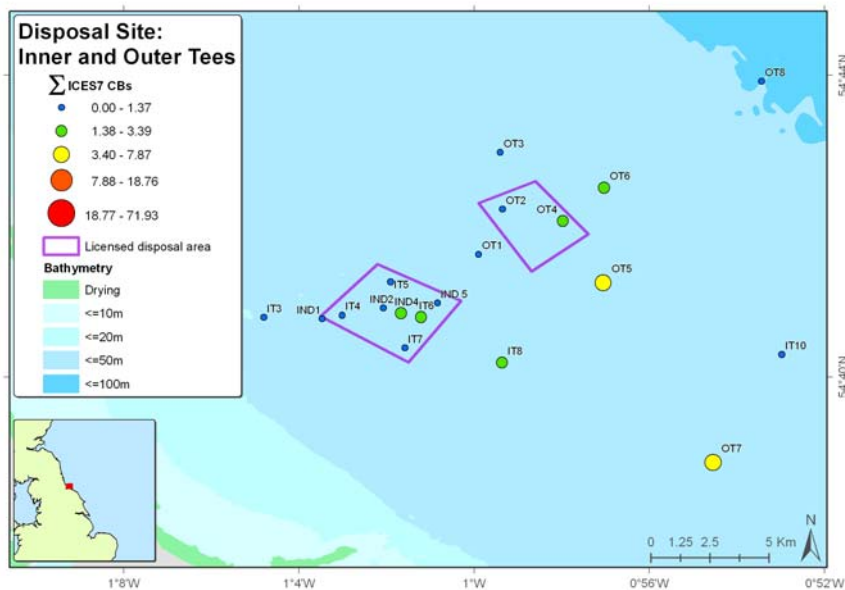 Disposal Site:
Inner and Outer Tees
∑ICES7 CBs
0.00 - 1.37
1.38 - 3.39
3.40 - 7.87
7.88 - 18.76
18.77 - 71.93
Licensed disposal area
Bathymetry
Drying
<=10m
<=20m
<=50m
<=100m
OT8
54°44'
OT3
OT6
OT2
OT4
OT1
OT5
IT5
IND 5
IND2
IND4
IT6
IT3
IND1
IT4
IT7
IT10
IT8
54°40'
OT7
N
0 1.25 2.5 5 Km
1°8'W
1°4'W
1°W
0°56'W
0°52'W